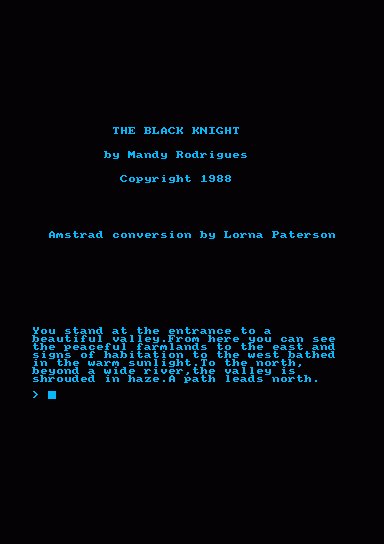 THE BLACK KNIGHT
by Mandy Rodrigues
Copyright 1988
Amstrad conversion by Lorna Paterson
You stand at the entrance to a
beautiful valley.From here you can see
the peaceful farmlands to the east and
signs of habitation to the west bathed
in the warm sunlight.To the north,
beyond a wide river,the valley is
shrouded in haze.A path leads north.
>